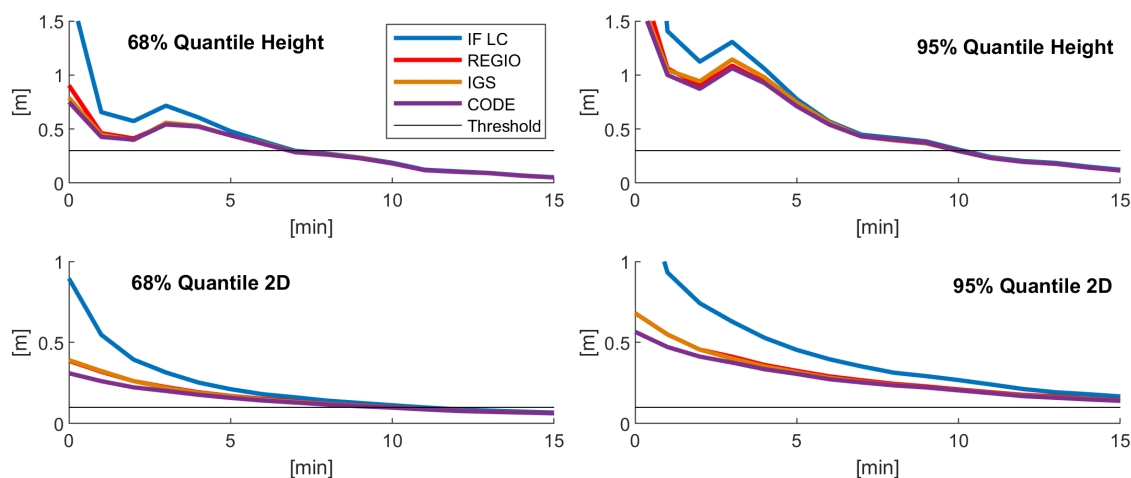 1.5
1
0.5
0
[m]
68% Quantile Height
IF LC
REGIO
IGS
CODE
Threshold
0 5 10 15
[min]
1.5
1
0.5
0
[m]
95% Quantile Height
0 5 10 15
[min]
1
0.5
0
[m]
68% Quantile 2D
0 5 10 15
[min]
1
0.5
0
[m]
95% Quantile 2D
0 5 10 15
[min]